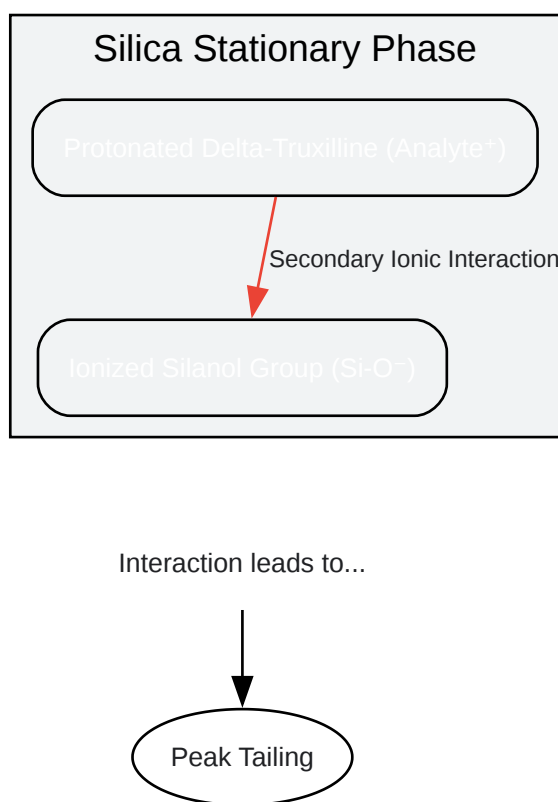 Silica Stationary Phase
Protonated Delta-Truxilline (Analyte⁺)
Secondary Ionic Interaction
Ionized Silanol Group (Si-O⁻)
Interaction leads to...
Peak Tailing